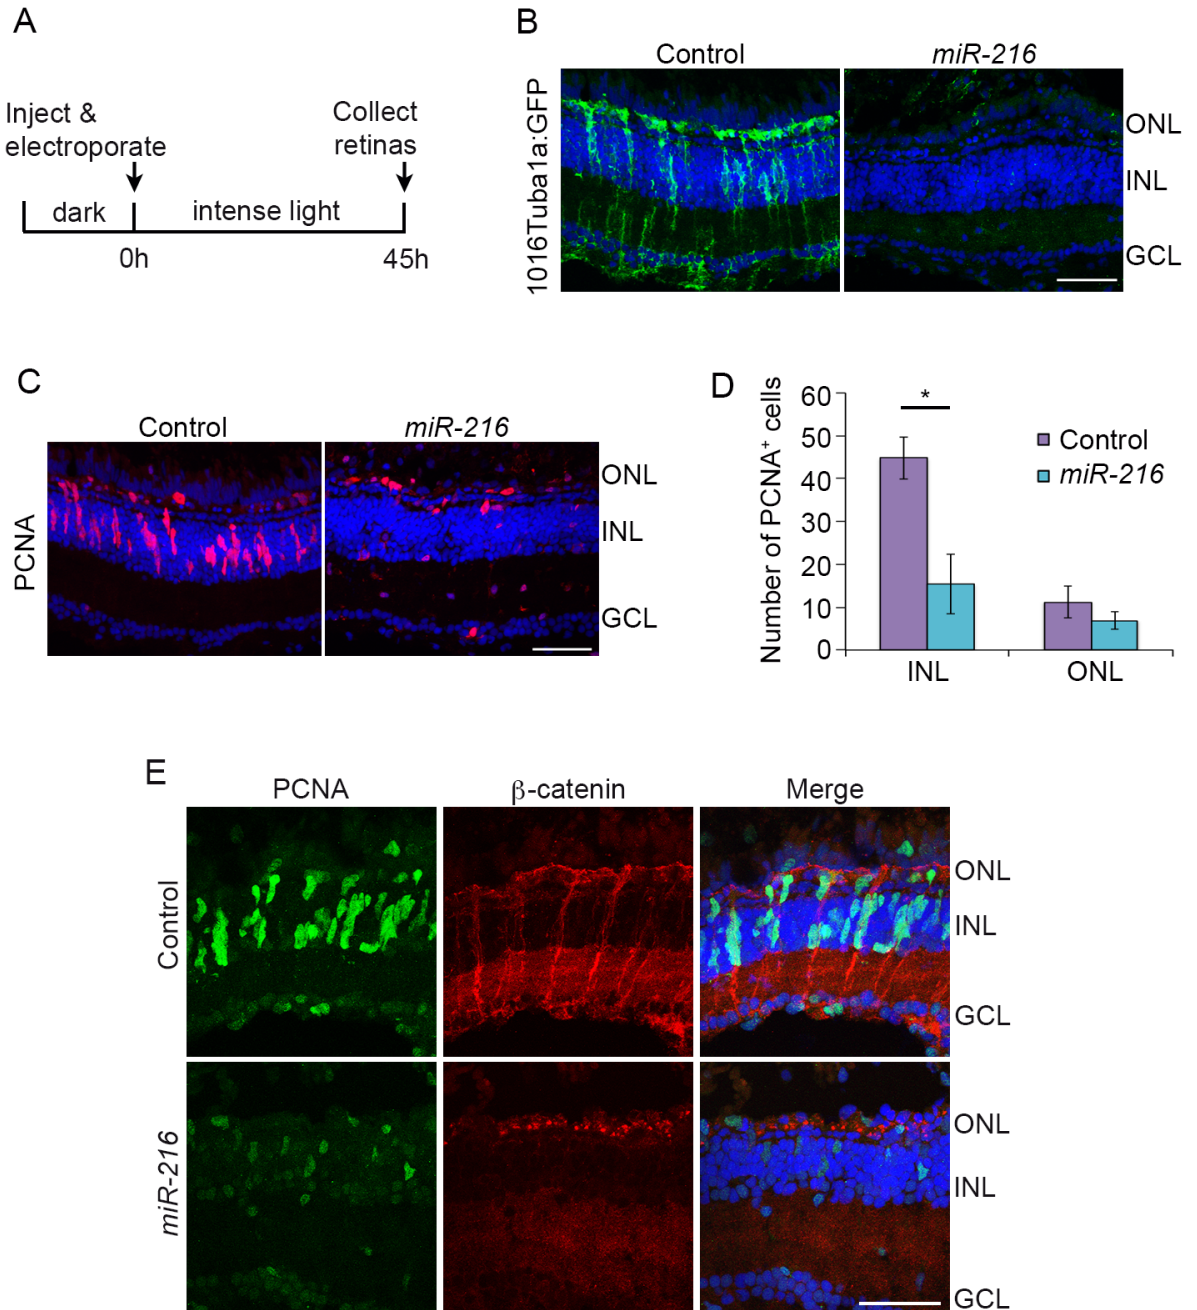 A
Inject &
electroporate
Collect
retinas
dark
intense light
0h
45h
B
Control
miR-216
1016Tuba1a:GFP
ONL
INL
GCL
C
Control
miR-216
PCNA
ONL
INL
GCL
D
Number of PCNA⁺ cells
60
50
40
30
20
10
0
*
Control
miR-216
INL
ONL
E
PCNA
β-catenin
Merge
Control
ONL
INL
GCL
miR-216
ONL
INL
GCL